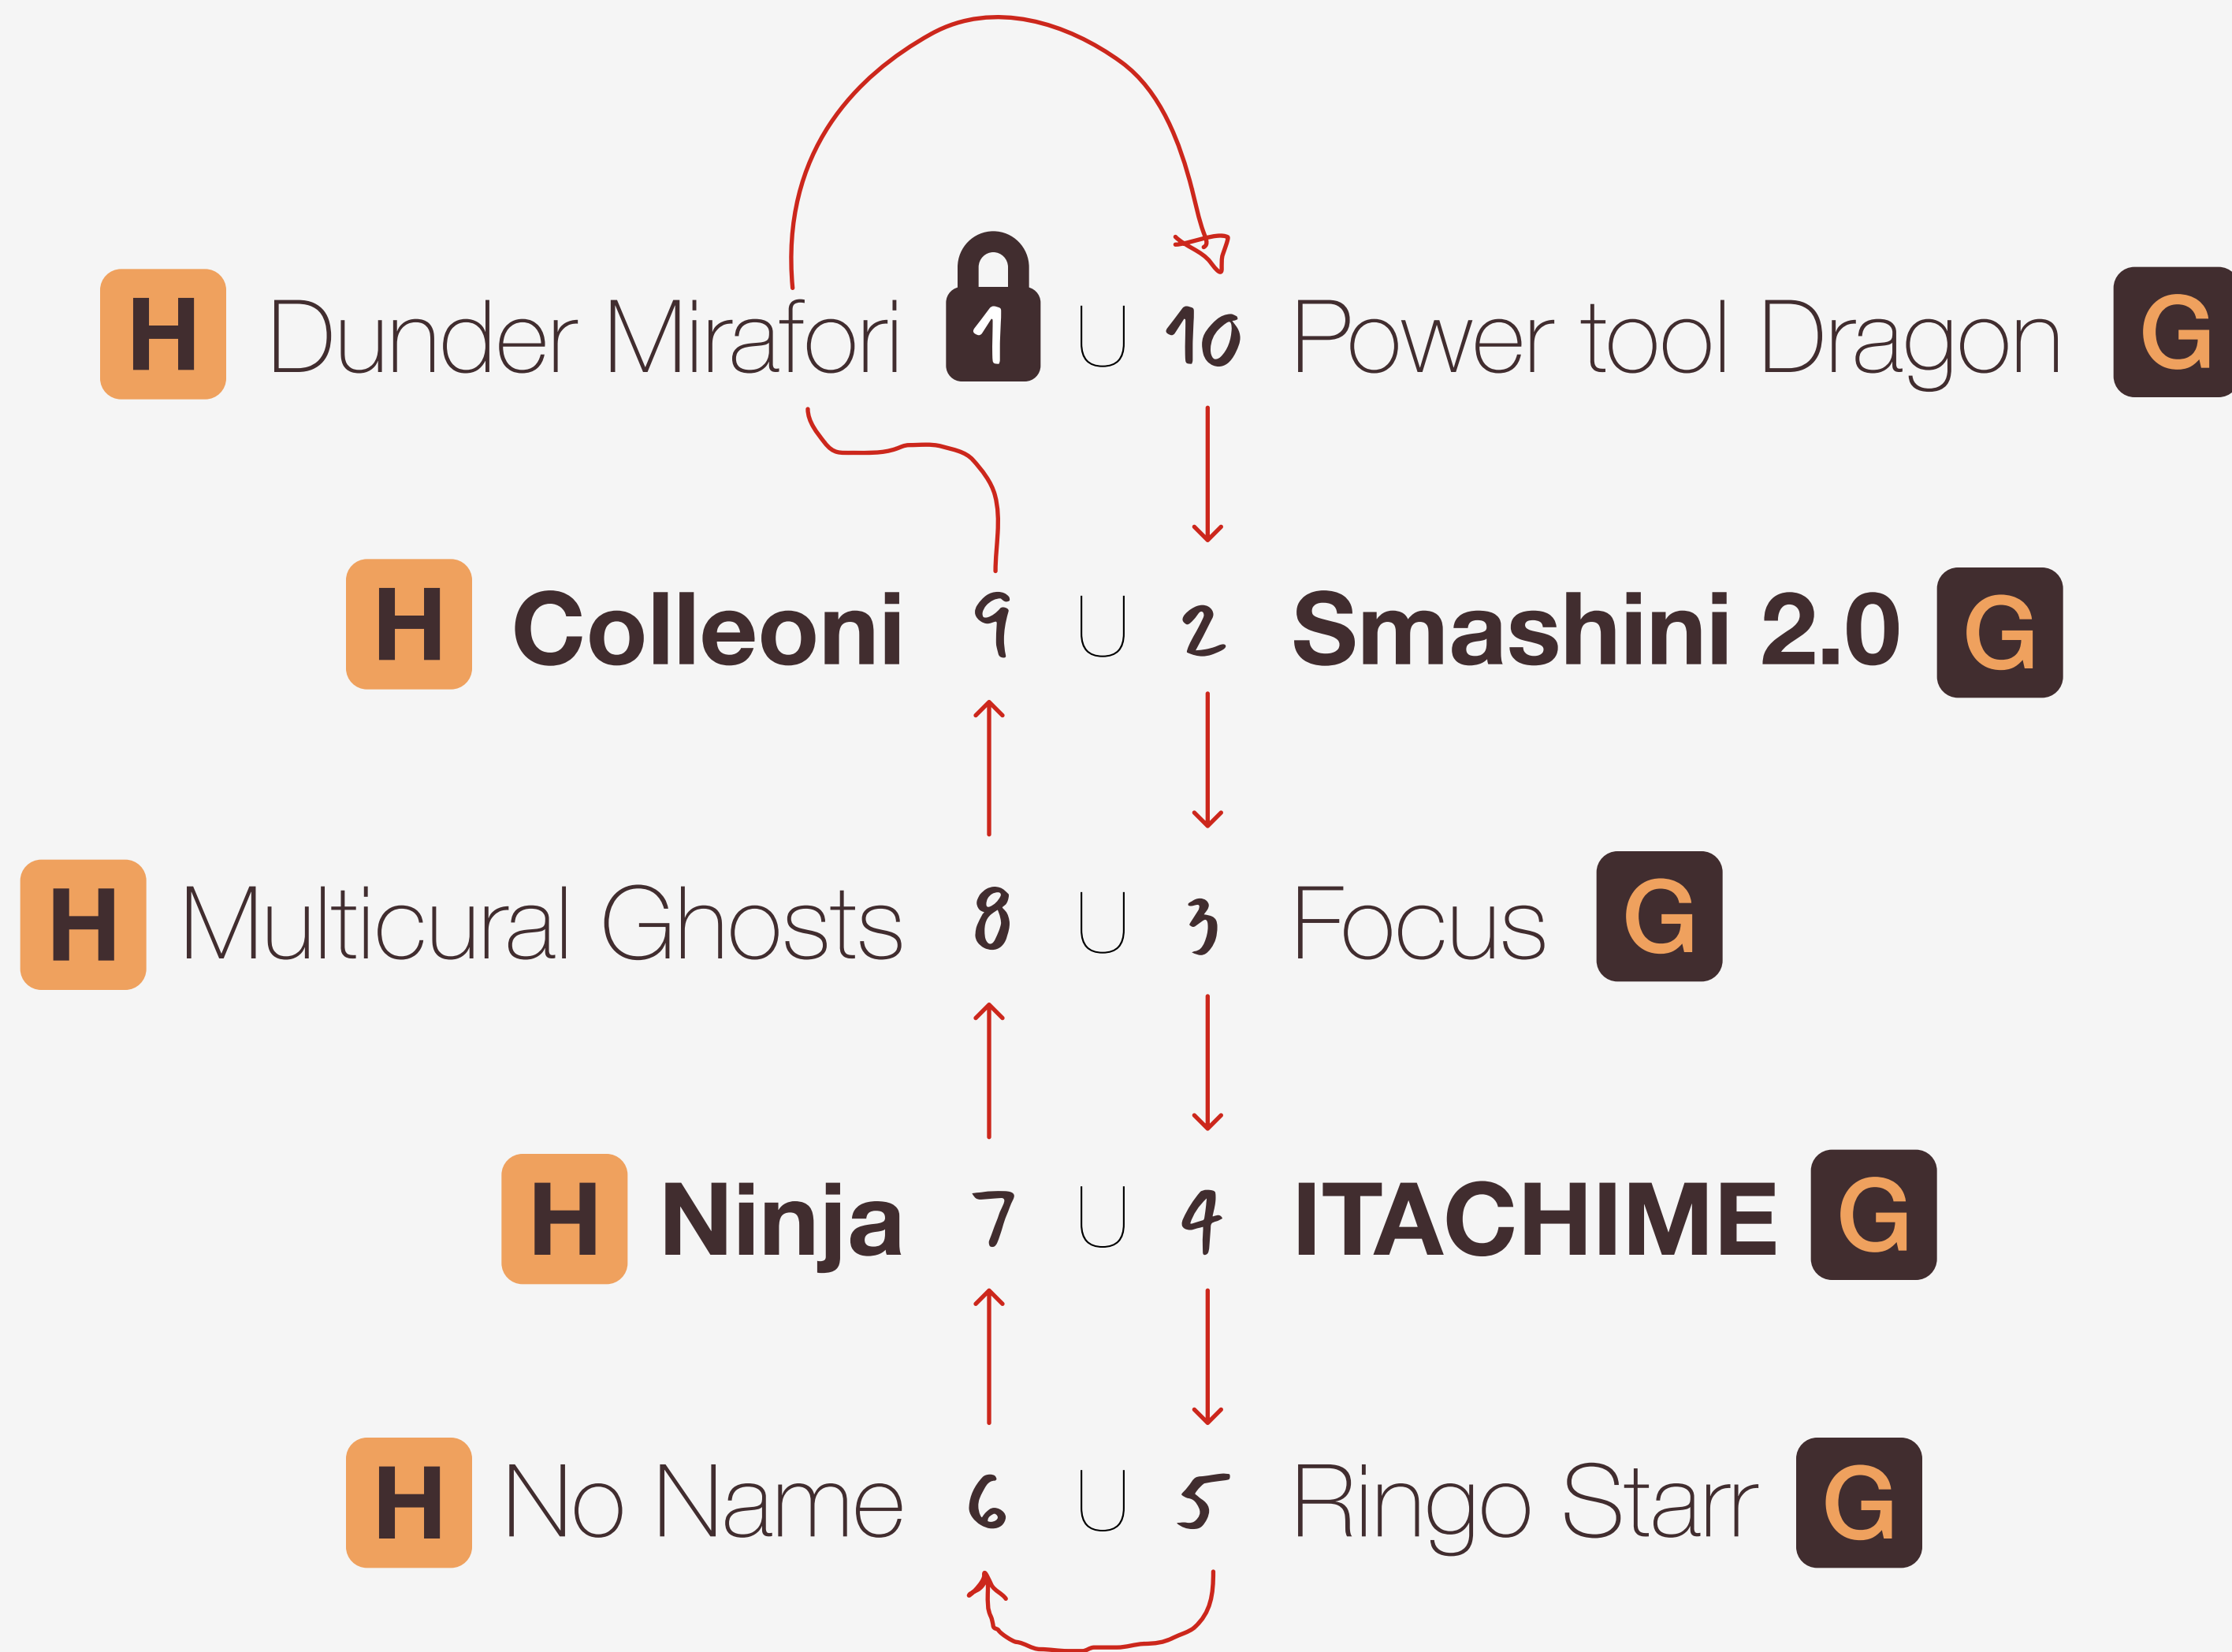 H Dunder Mirafori 1 U 10 Power tool Dragon G
H Colleoni 9 U 2 Smashini 2.0 G
H Multicural Ghosts 8 U 3 Focus G
H Ninja 7 U 4 ITACHIME G
H No Name 6 U 5 Ringo Starr G